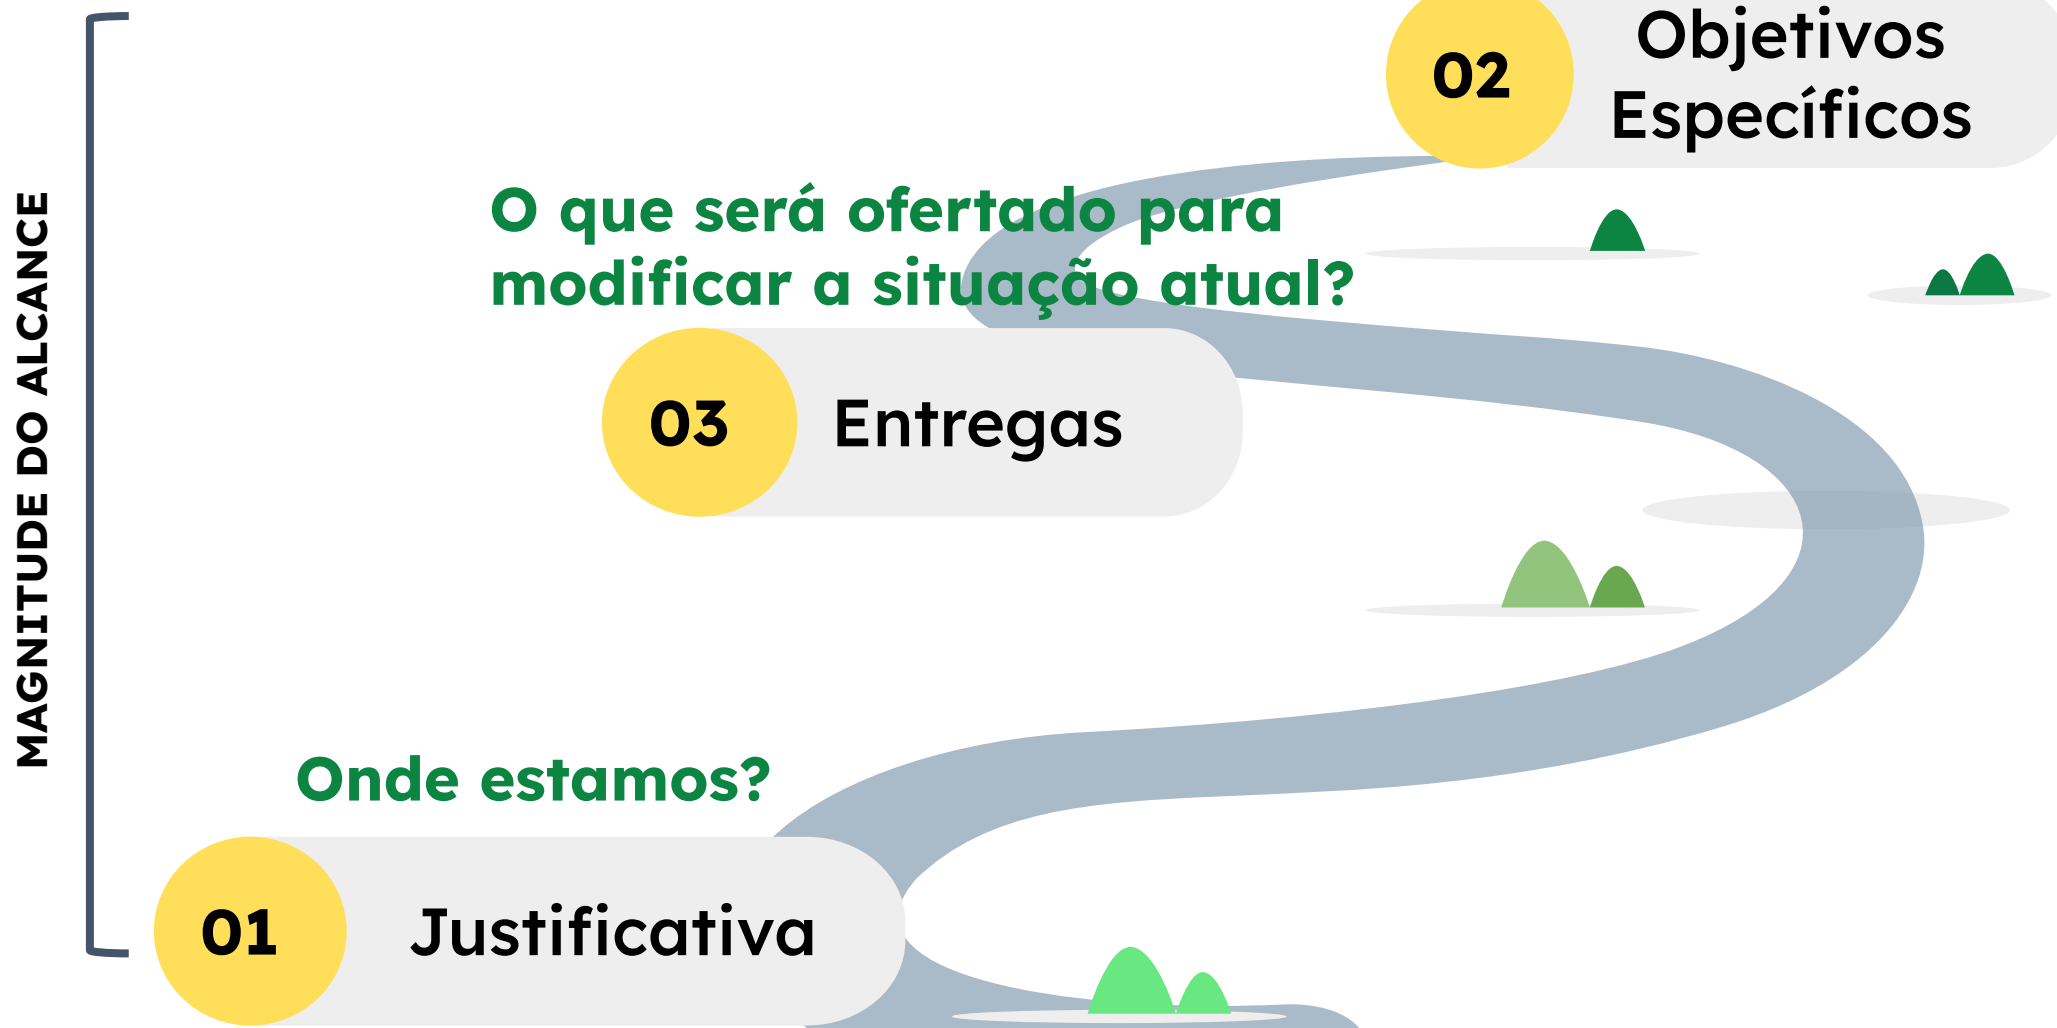 MAGNITUDE DO ALCANCE
02
Objetivos
Específicos
O que será ofertado para
modificar a situação atual?
03
Entregas
Onde estamos?
01
Justificativa